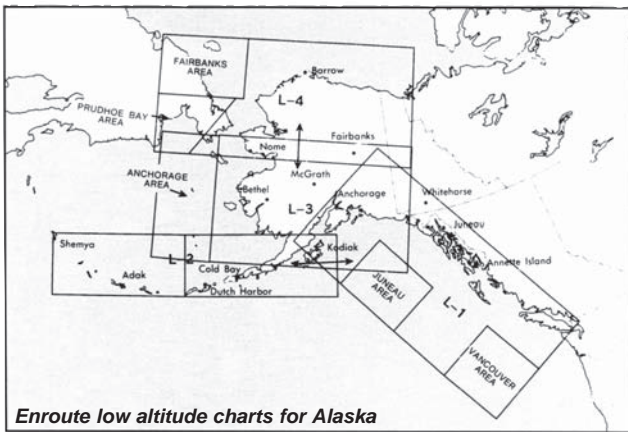 FAIRBANKS
AREA
Barrow
L-4
PRUDHOE BAY
AREA
Nome
Fairbanks
McGrath
ANCHORAGE
AREA
Bethel
Anchorage
Whitehorse
L-3
Juneau
Shemya
Kodiak
L-2
Cold Bay
Annette Island
Adak
Dutch Harbor
JUNEAU
AREA
L-1
VANCOUVER
AREA
Enroute low altitude charts for Alaska